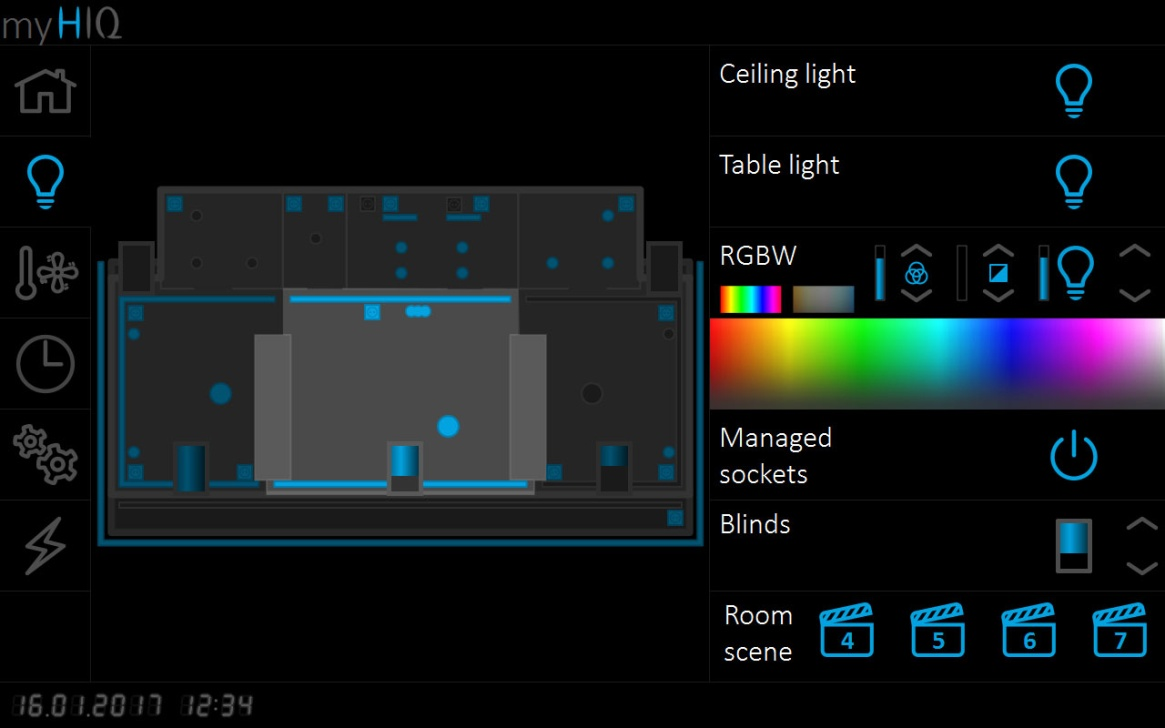 myHIQ
Ceiling light
Table light
RGBW
Managed
sockets
Blinds
Room
scene
4
5
6
7
16.01.2017 12:34